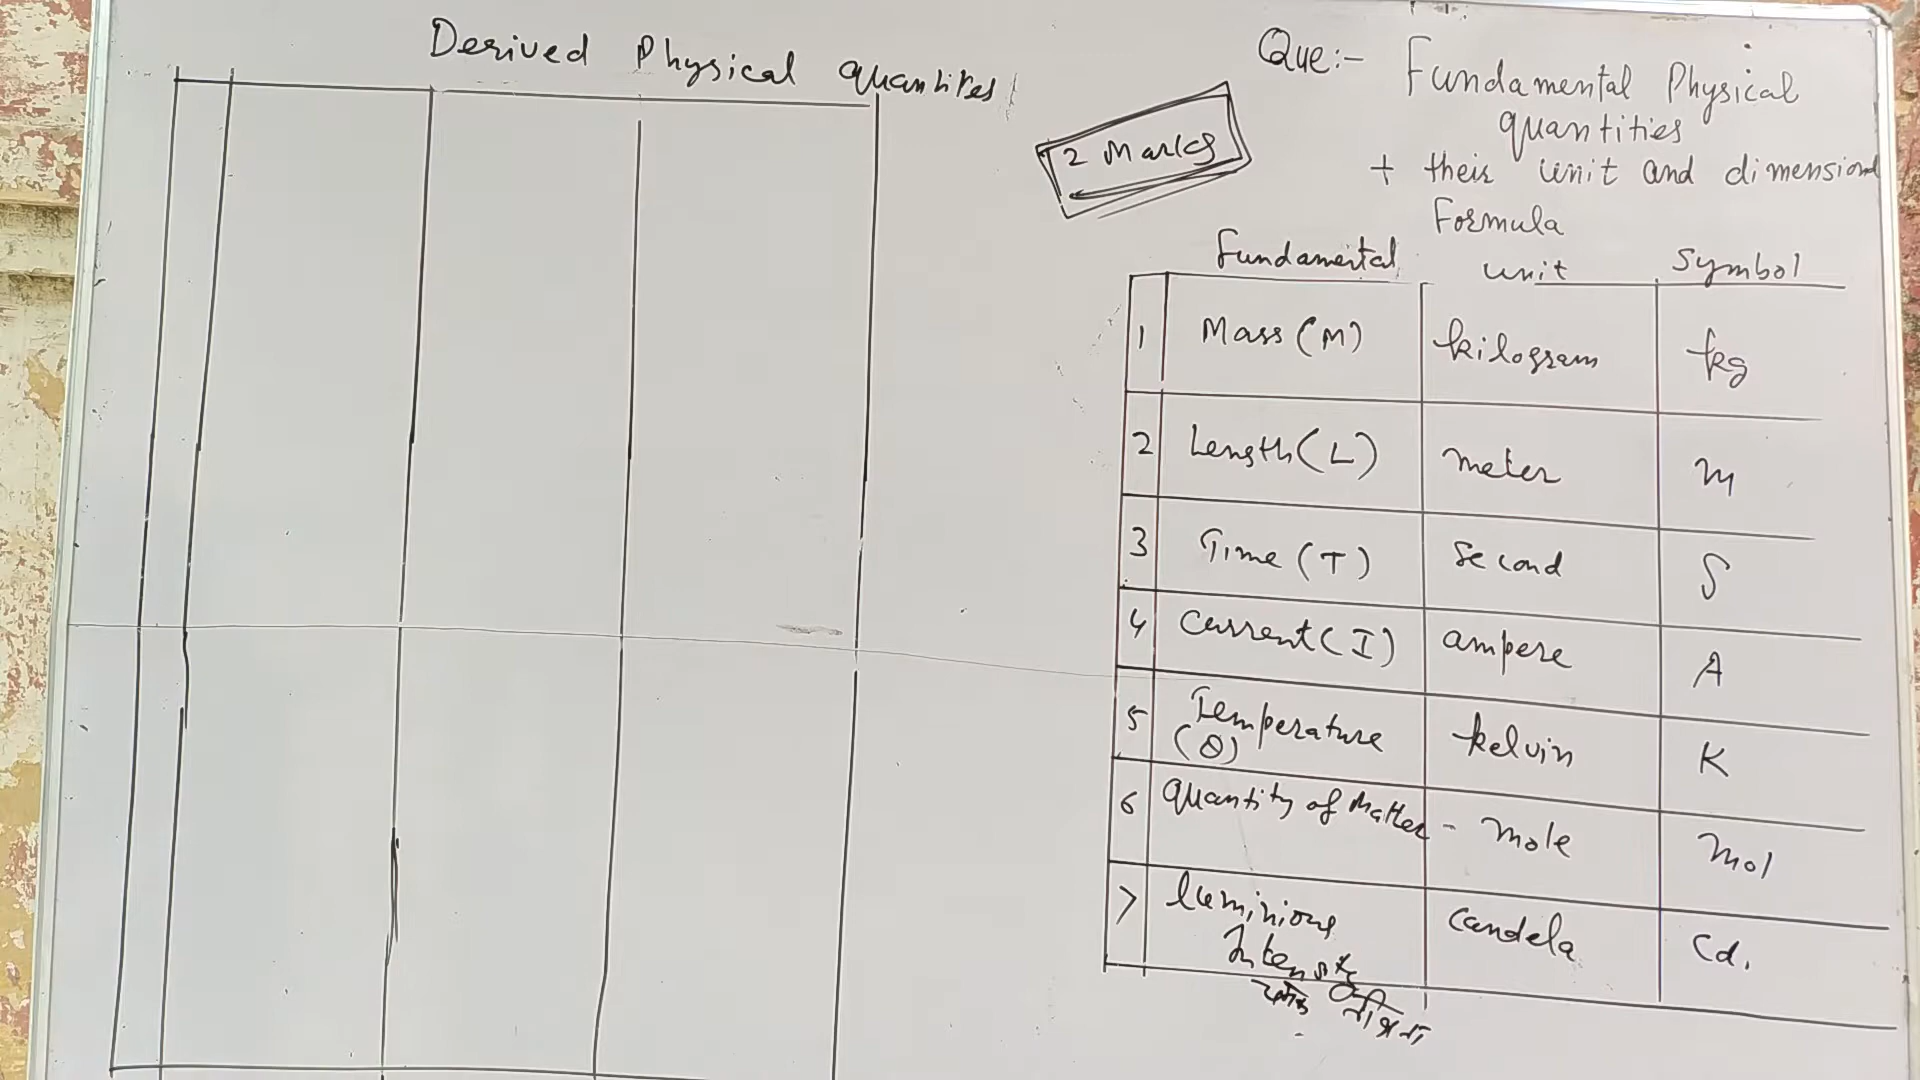 Derived Physical quantites
2 Marks
Que:- Fundamental Physical
quantities
+ their unit and dimensional
Formula
Fundamental unit Symbol
1 Mass (M) kilogram kg
2 Length (L) meter m
3 Time (T) second S
4 Current (I) ampere A
5 Temperature (θ) kelvin K
6 Quantity of Matter - mole mol
7 luminious Intensity candela Cd.